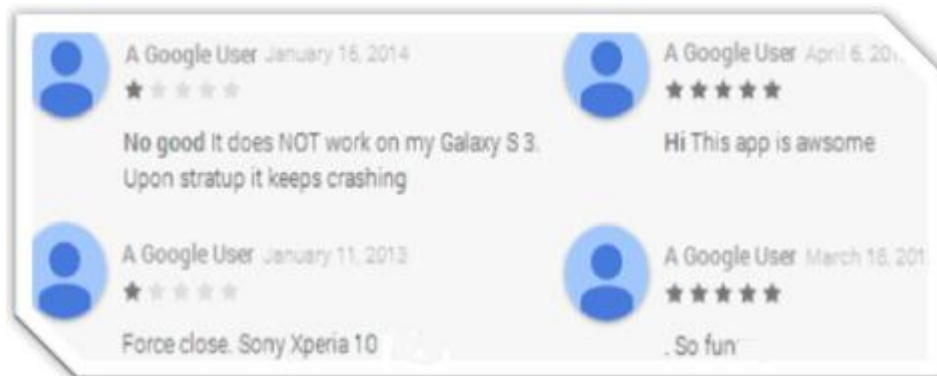 A Google User January 16, 2014
No good It does NOT work on my Galaxy S 3.
Upon stratup it keeps crashing
A Google User April 6,
Hi This app is awsome
A Google User January 11, 2013
Force close. Sony Xperia 10
A Google User March 16, 201
. So fun